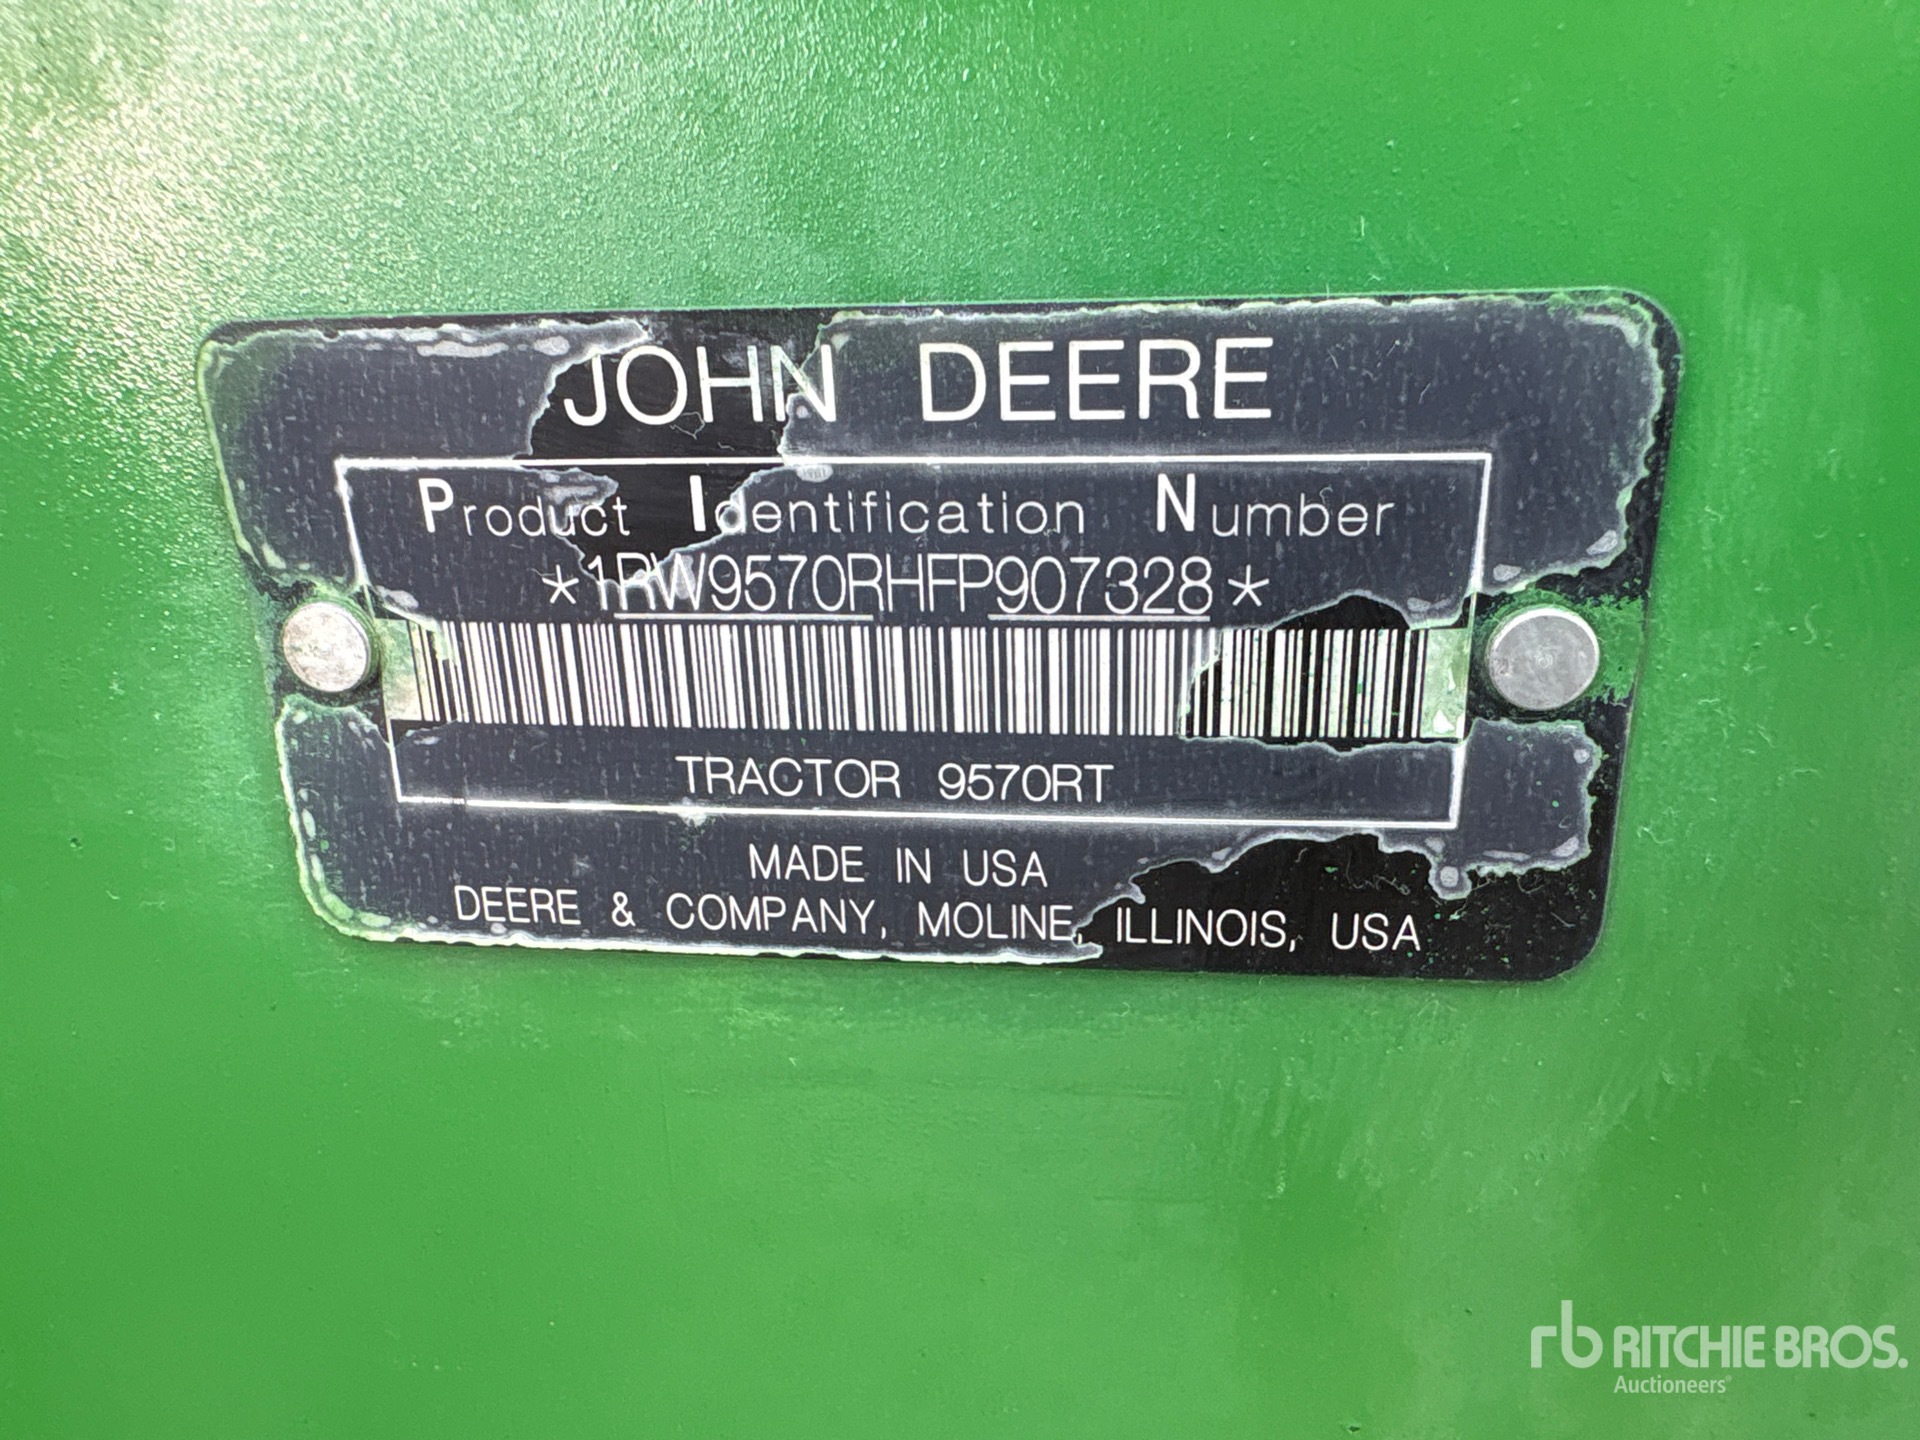 JOHN DEERE
Product Identification Number
*1RW9570RHFP907328*
TRACTOR 9570RT
MADE IN USA
DEERE & COMPANY, MOLINE, ILLINOIS, USA
rb RITCHIE BROS.
Auctioneers®